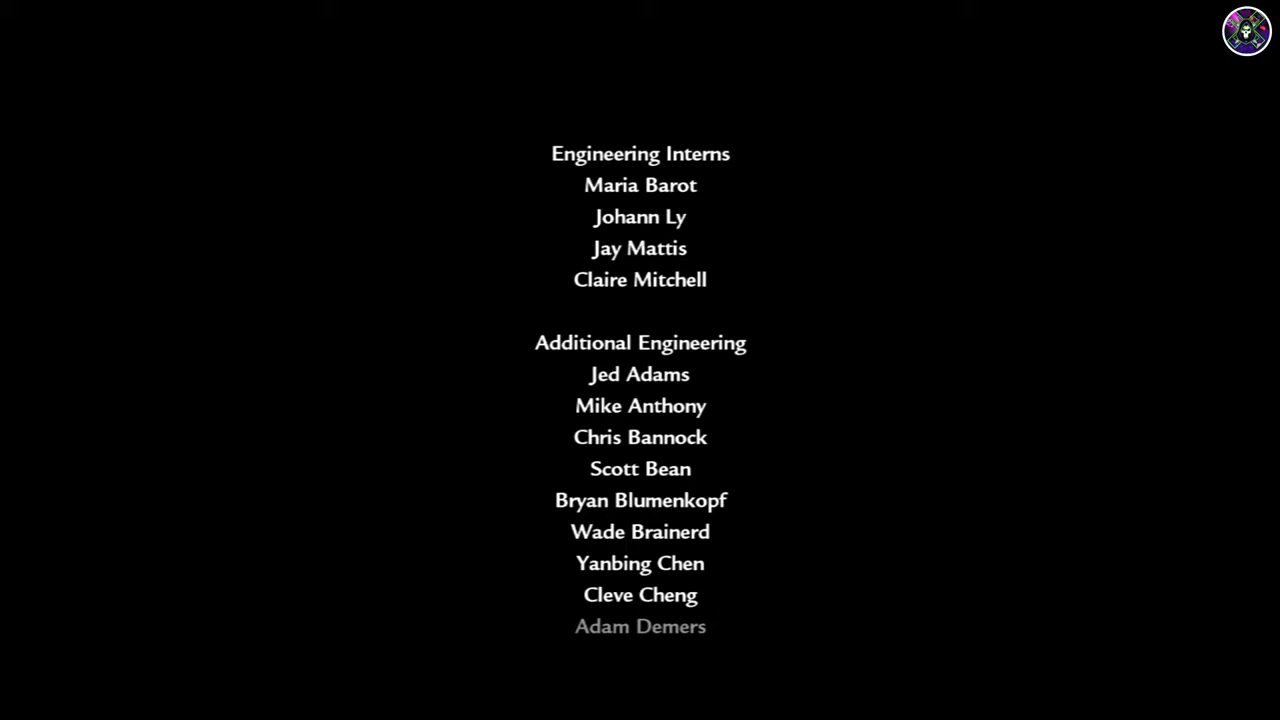 Engineering Interns
Maria Barot
Johann Ly
Jay Mattis
Claire Mitchell
Additional Engineering
Jed Adams
Mike Anthony
Chris Bannock
Scott Bean
Bryan Blumenkopf
Wade Brainerd
Yanbing Chen
Cleve Cheng
Adam Demers